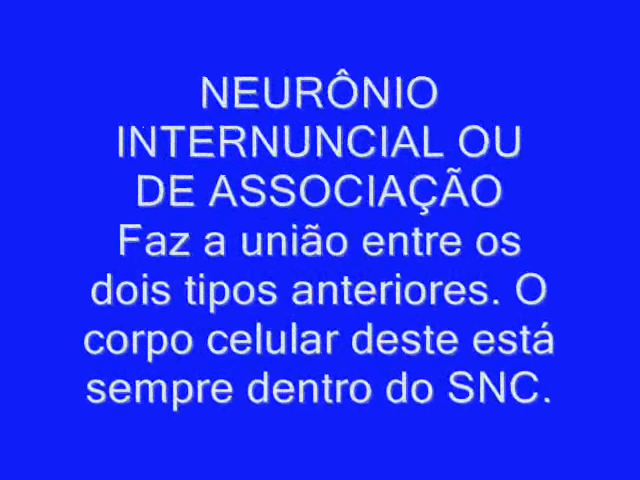 NEURÔNIO
INTERNUNCIAL OU
DE ASSOCIAÇÃO
Faz a união entre os
dois tipos anteriores. O
corpo celular deste está
sempre dentro do SNC.